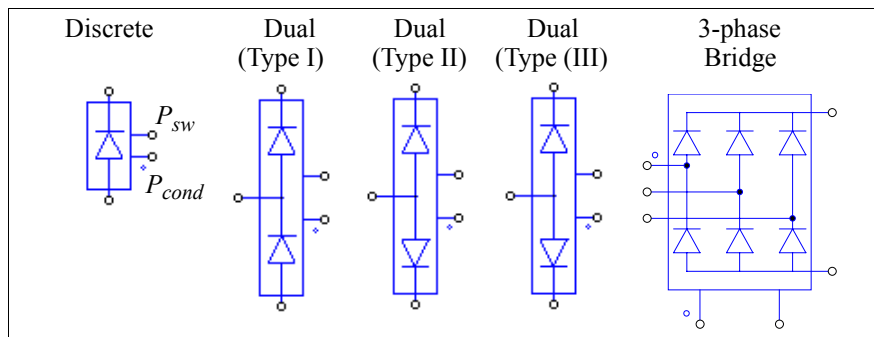 Discrete
Dual
(Type I)
Dual
(Type II)
Dual
(Type (III)
3-phase
Bridge
Psw
Pcond